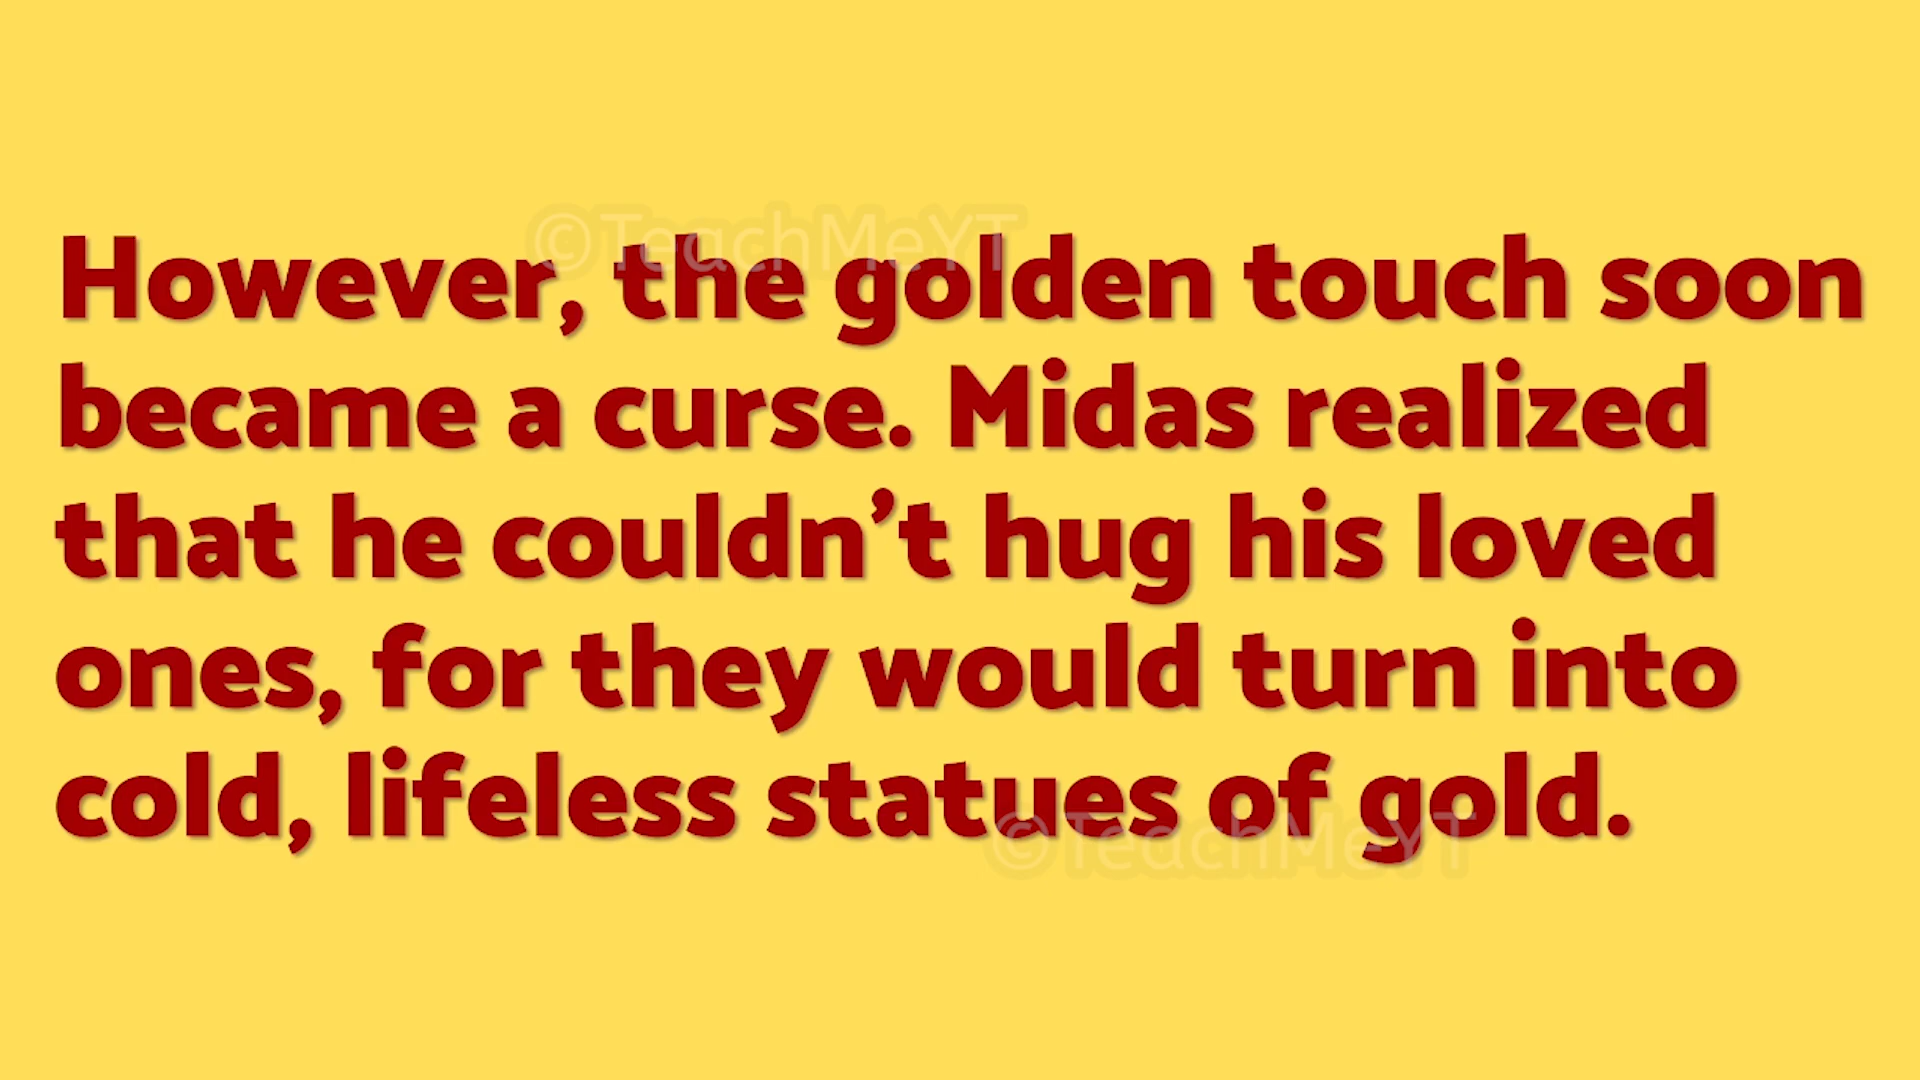 ©TeachMeYT
However, the golden touch soon
became a curse. Midas realized
that he couldn’t hug his loved
ones, for they would turn into
cold, lifeless statues of gold.
©TeachMeYT